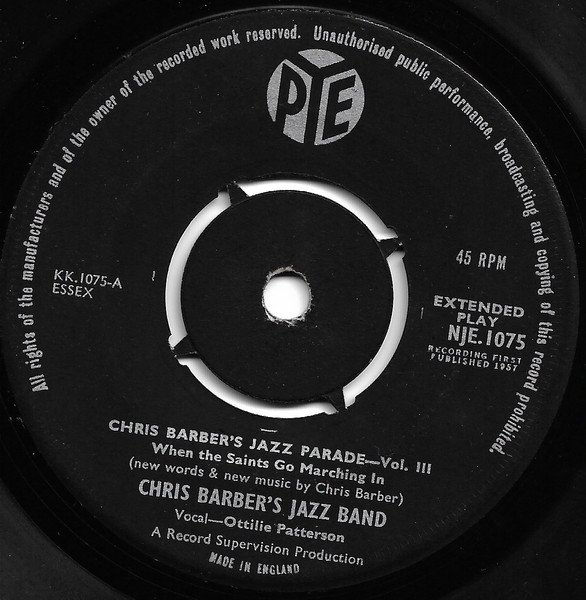 All rights of the manufacturers and of the owner of the recorded work reserved. Unauthorised public performance, broadcasting and copying of this record prohibited.
PYE
45 RPM
KK.1075-A
ESSEX
EXTENDED
PLAY
NJE.1075
RECORDING FIRST
PUBLISHED 1957
CHRIS BARBER'S JAZZ PARADE—Vol. III
When the Saints Go Marching In
(new words & new music by Chris Barber)
CHRIS BARBER'S JAZZ BAND
Vocal—Ottilie Patterson
A Record Supervision Production
MADE IN ENGLAND